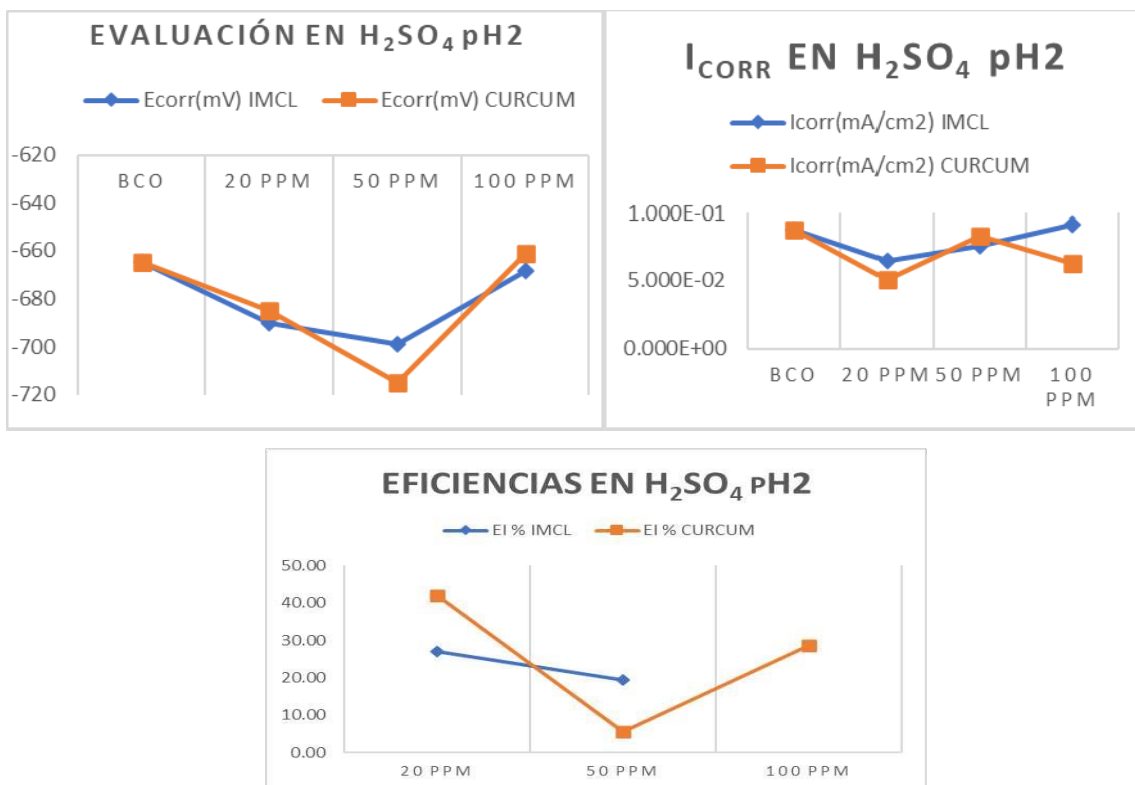 EVALUACIÓN EN H₂SO₄ pH2
Ecorr(mV) IMCL Ecorr(mV) CURCUM
-620
BCO 20 PPM 50 PPM 100 PPM
-640
-660
-680
-700
-720
I_CORR EN H₂SO₄ pH2
Icorr(mA/cm2) IMCL
Icorr(mA/cm2) CURCUM
1.000E-01
5.000E-02
0.000E+00
BCO 20 PPM 50 PPM 100
PPM
EFICIENCIAS EN H₂SO₄ PH2
EI % IMCL EI % CURCUM
50.00
40.00
30.00
20.00
10.00
0.00
20 PPM 50 PPM 100 PPM